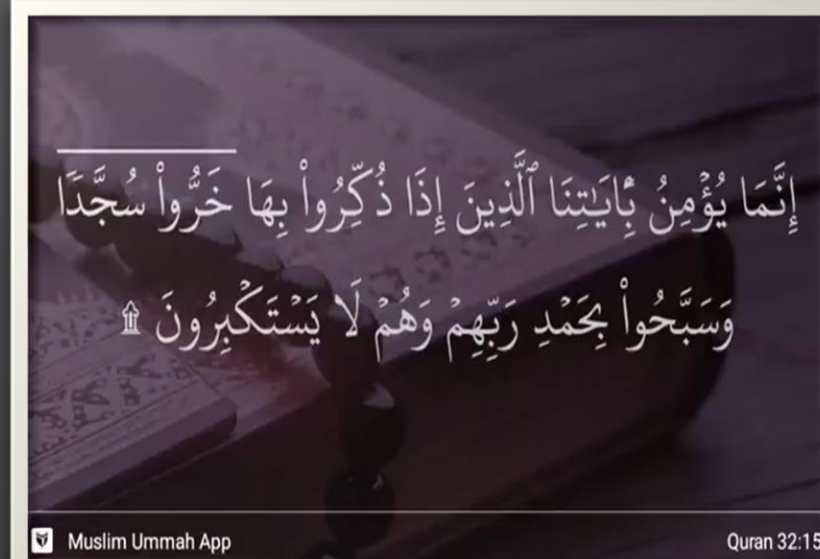 إِنَّمَا يُؤۡمِنُ بِـَٔايَٰتِنَا ٱلَّذِينَ إِذَا ذُكِّرُواْ بِهَا خَرُّواْ سُجَّدٗا
وَسَبَّحُواْ بِحَمۡدِ رَبِّهِمۡ وَهُمۡ لَا يَسۡتَكۡبِرُونَ ۩
Muslim Ummah App
Quran 32:15